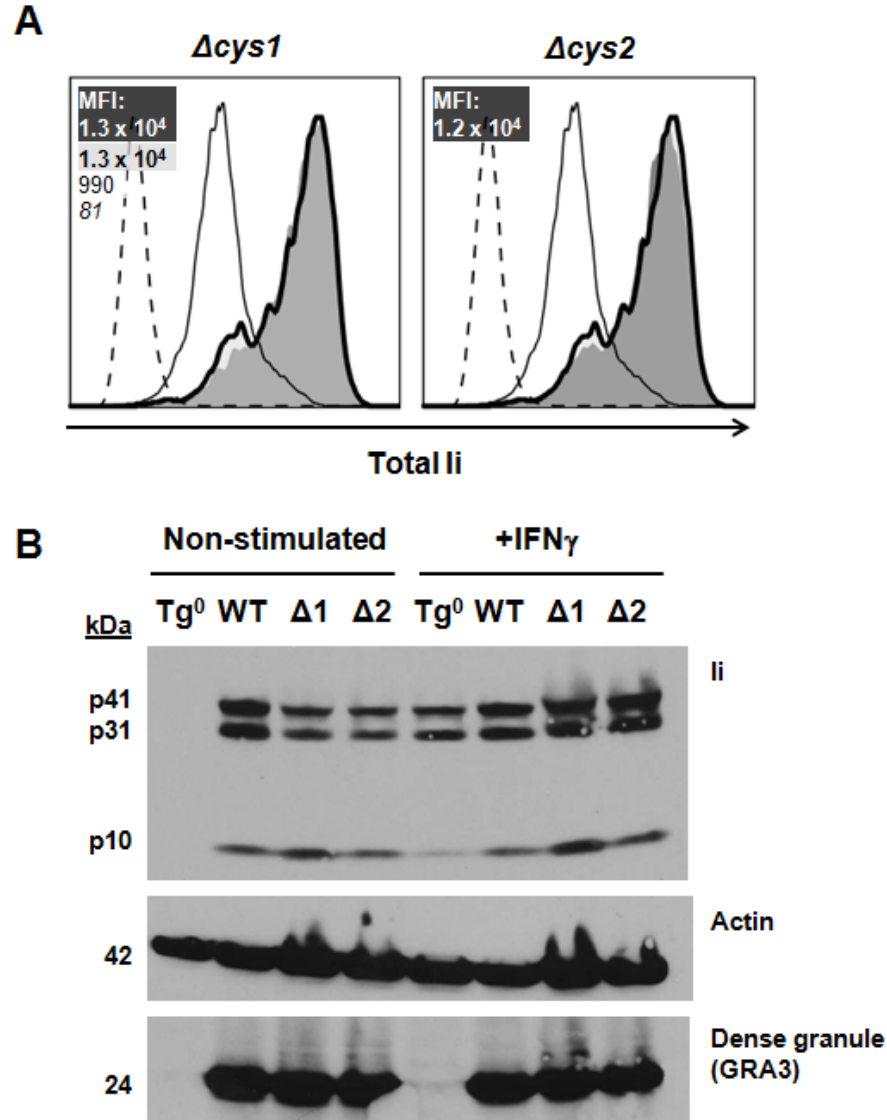 A
Δcys1
Δcys2
MFI:
1.3 x 10⁴
1.3 x 10⁴
990
81
MFI:
1.2 x 10⁴
Total Ii
B
Non-stimulated
+IFNγ
kDa
Tg⁰ WT Δ1 Δ2 Tg⁰ WT Δ1 Δ2
Ii
p41
p31
p10
Actin
42
Dense granule
(GRA3)
24